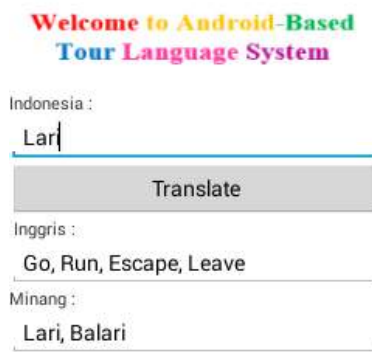 Welcome to Android-Based
Tour Language System
Indonesia :
Lari
Translate
Inggris :
Go, Run, Escape, Leave
Minang :
Lari, Balari